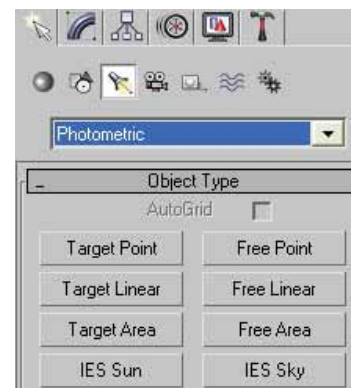 Photometric
- Object Type
AutoGrid
Target Point Free Point
Target Linear Free Linear
Target Area Free Area
IES Sun IES Sky